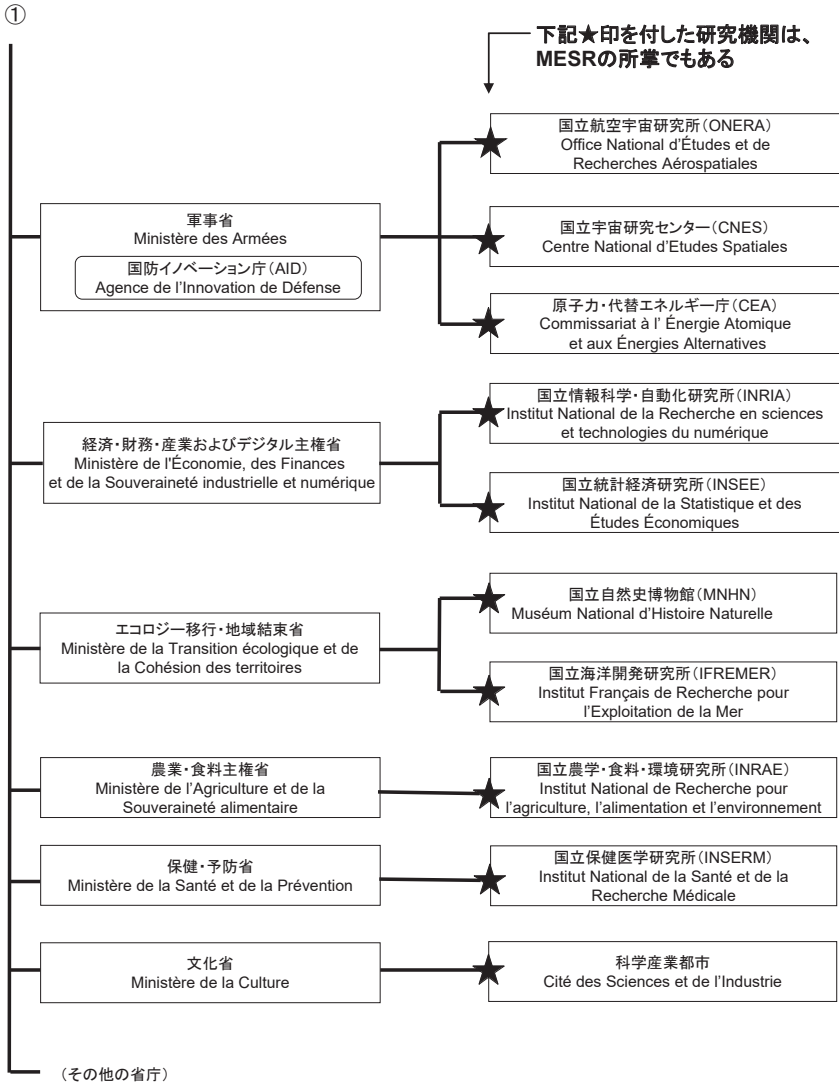 ①
下記★印を付した研究機関は、
MESRの所掌でもある
国立航空宇宙研究所(ONERA)
Office National d'Études et de
Recherches Aérospatiales
軍事省
Ministère des Armées
国防イノベーション庁(AID)
Agence de l'Innovation de Défense
国立宇宙研究センター(CNES)
Centre National d'Etudes Spatiales
原子力・代替エネルギー庁(CEA)
Commissariat à l' Énergie Atomique
et aux Énergies Alternatives
経済・財務・産業およびデジタル主権省
Ministère de l'Économie, des Finances
et de la Souveraineté industrielle et numérique
国立情報科学・自動化研究所(INRIA)
Institut National de la Recherche en sciences
et technologies du numérique
国立統計経済研究所(INSEE)
Institut National de la Statistique et des
Études Économiques
エコロジー移行・地域結束省
Ministère de la Transition écologique et de
la Cohésion des territoires
国立自然史博物館(MNHN)
Muséum National d'Histoire Naturelle
国立海洋開発研究所(IFREMER)
Institut Français de Recherche pour
l'Exploitation de la Mer
農業・食料主権省
Ministère de l'Agriculture et de la
Souveraineté alimentaire
国立農学・食料・環境研究所(INRAE)
Institut National de Recherche pour
l'agriculture, l'alimentation et l'environnement
保健・予防省
Ministère de la Santé et de la Prévention
国立保健医学研究所(INSERM)
Institut National de la Santé et de la
Recherche Médicale
文化省
Ministère de la Culture
科学産業都市
Cité des Sciences et de l'Industrie
(その他の省庁)